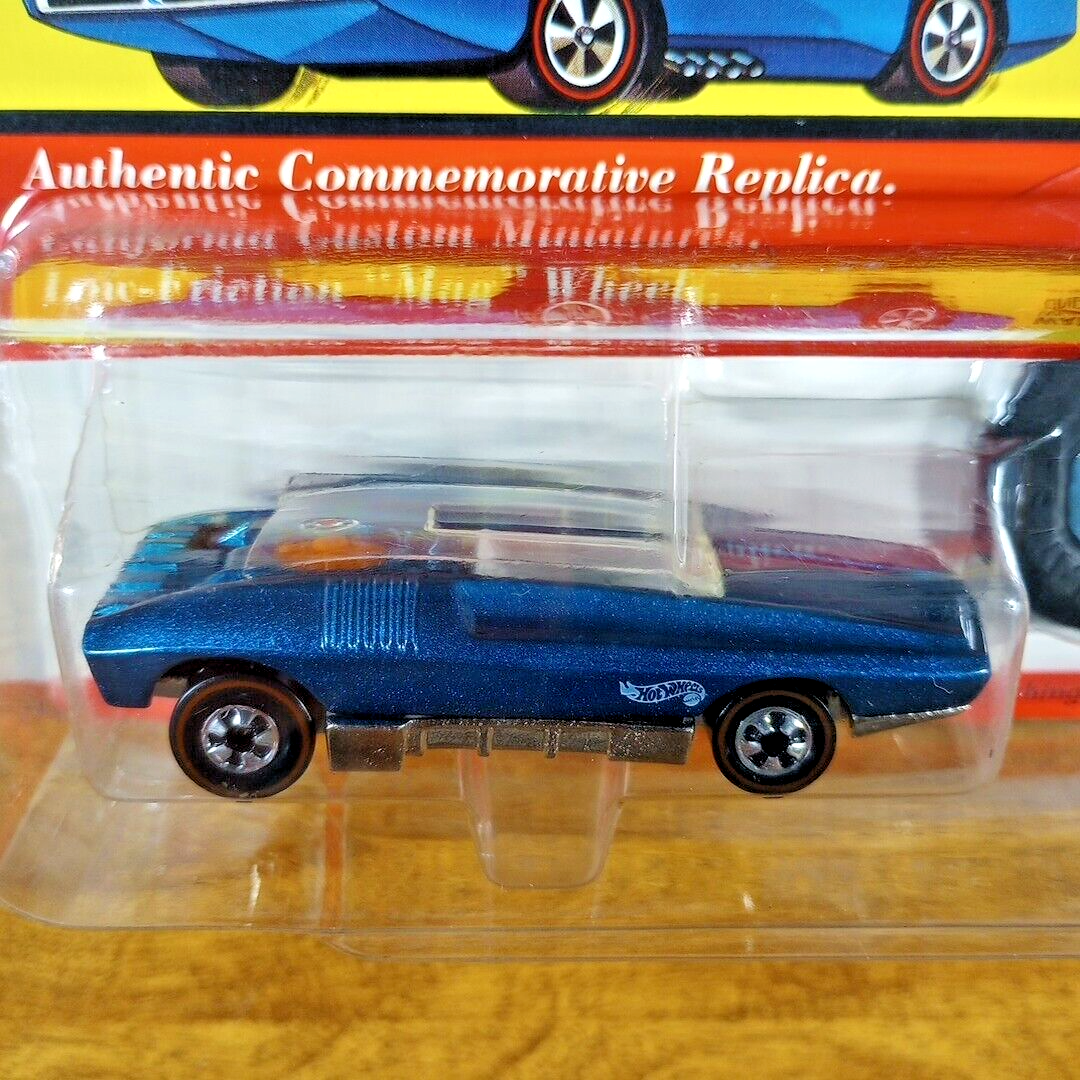 Authentic Commemorative Replica.
California Custom Miniatures.
Low-Friction "Mag" Wheels.
HOT WHEELS